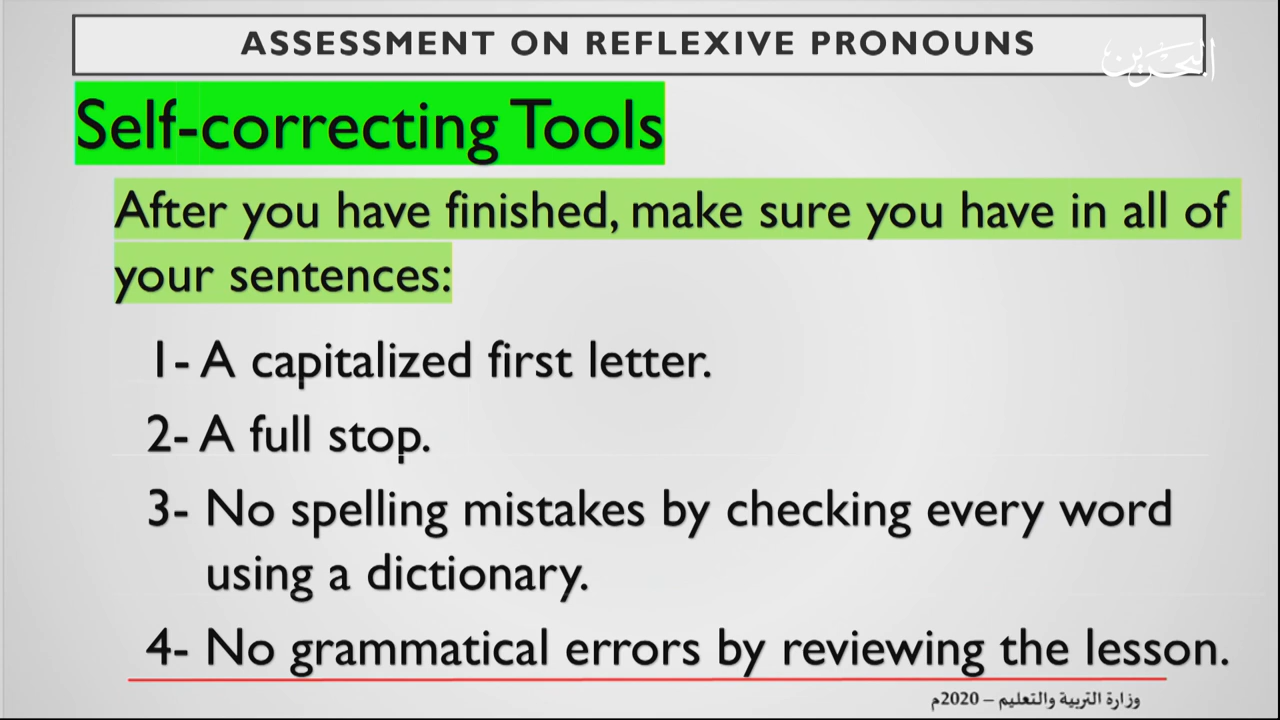 ASSESSMENT ON REFLEXIVE PRONOUNS
البحرين
Self-correcting Tools
After you have finished, make sure you have in all of
your sentences:
1- A capitalized first letter.
2- A full stop.
3- No spelling mistakes by checking every word
using a dictionary.
4- No grammatical errors by reviewing the lesson.
وزارة التربية والتعليم – 2020م